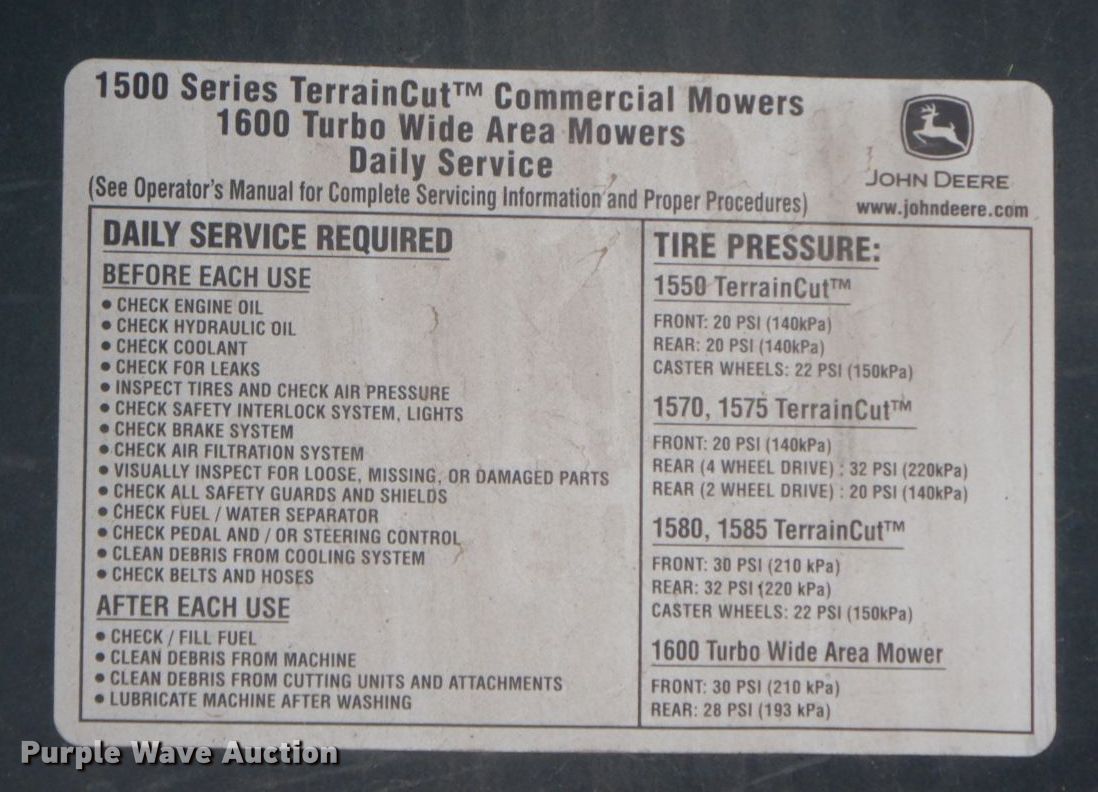 1500 Series TerrainCut™ Commercial Mowers
1600 Turbo Wide Area Mowers
Daily Service
(See Operator's Manual for Complete Servicing Information and Proper Procedures)
JOHN DEERE
www.johndeere.com
DAILY SERVICE REQUIRED
BEFORE EACH USE
• CHECK ENGINE OIL
• CHECK HYDRAULIC OIL
• CHECK COOLANT
• CHECK FOR LEAKS
• INSPECT TIRES AND CHECK AIR PRESSURE
• CHECK SAFETY INTERLOCK SYSTEM, LIGHTS
• CHECK BRAKE SYSTEM
• CHECK AIR FILTRATION SYSTEM
• VISUALLY INSPECT FOR LOOSE, MISSING, OR DAMAGED PARTS
• CHECK ALL SAFETY GUARDS AND SHIELDS
• CHECK FUEL / WATER SEPARATOR
• CHECK PEDAL AND / OR STEERING CONTROL
• CLEAN DEBRIS FROM COOLING SYSTEM
• CHECK BELTS AND HOSES
AFTER EACH USE
• CHECK / FILL FUEL
• CLEAN DEBRIS FROM MACHINE
• CLEAN DEBRIS FROM CUTTING UNITS AND ATTACHMENTS
• LUBRICATE MACHINE AFTER WASHING
TIRE PRESSURE:
1550 TerrainCut™
FRONT: 20 PSI (140kPa)
REAR: 20 PSI (140kPa)
CASTER WHEELS: 22 PSI (150kPa)
1570, 1575 TerrainCut™
FRONT: 20 PSI (140kPa)
REAR (4 WHEEL DRIVE) : 32 PSI (220kPa)
REAR (2 WHEEL DRIVE) : 20 PSI (140kPa)
1580, 1585 TerrainCut™
FRONT: 30 PSI (210 kPa)
REAR: 32 PSI (220 kPa)
CASTER WHEELS: 22 PSI (150kPa)
1600 Turbo Wide Area Mower
FRONT: 30 PSI (210 kPa)
REAR: 28 PSI (193 kPa)
Purple Wave Auction